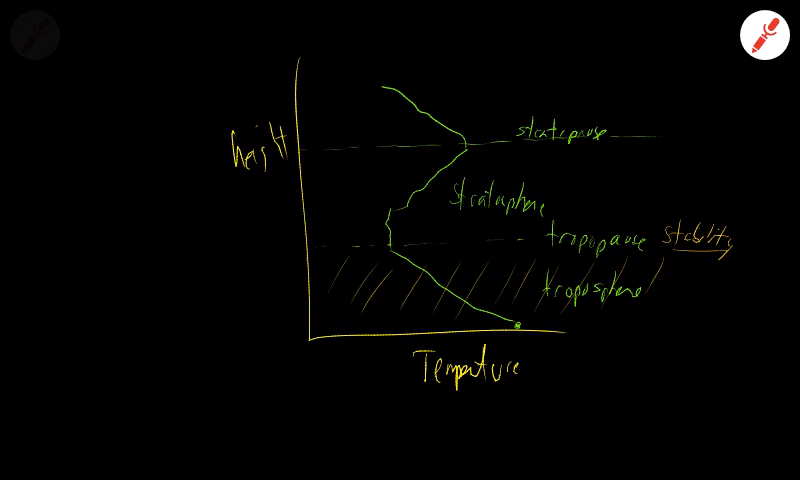 stratopause
height
Stratosphere
tropopause stability
troposphere
Temperature